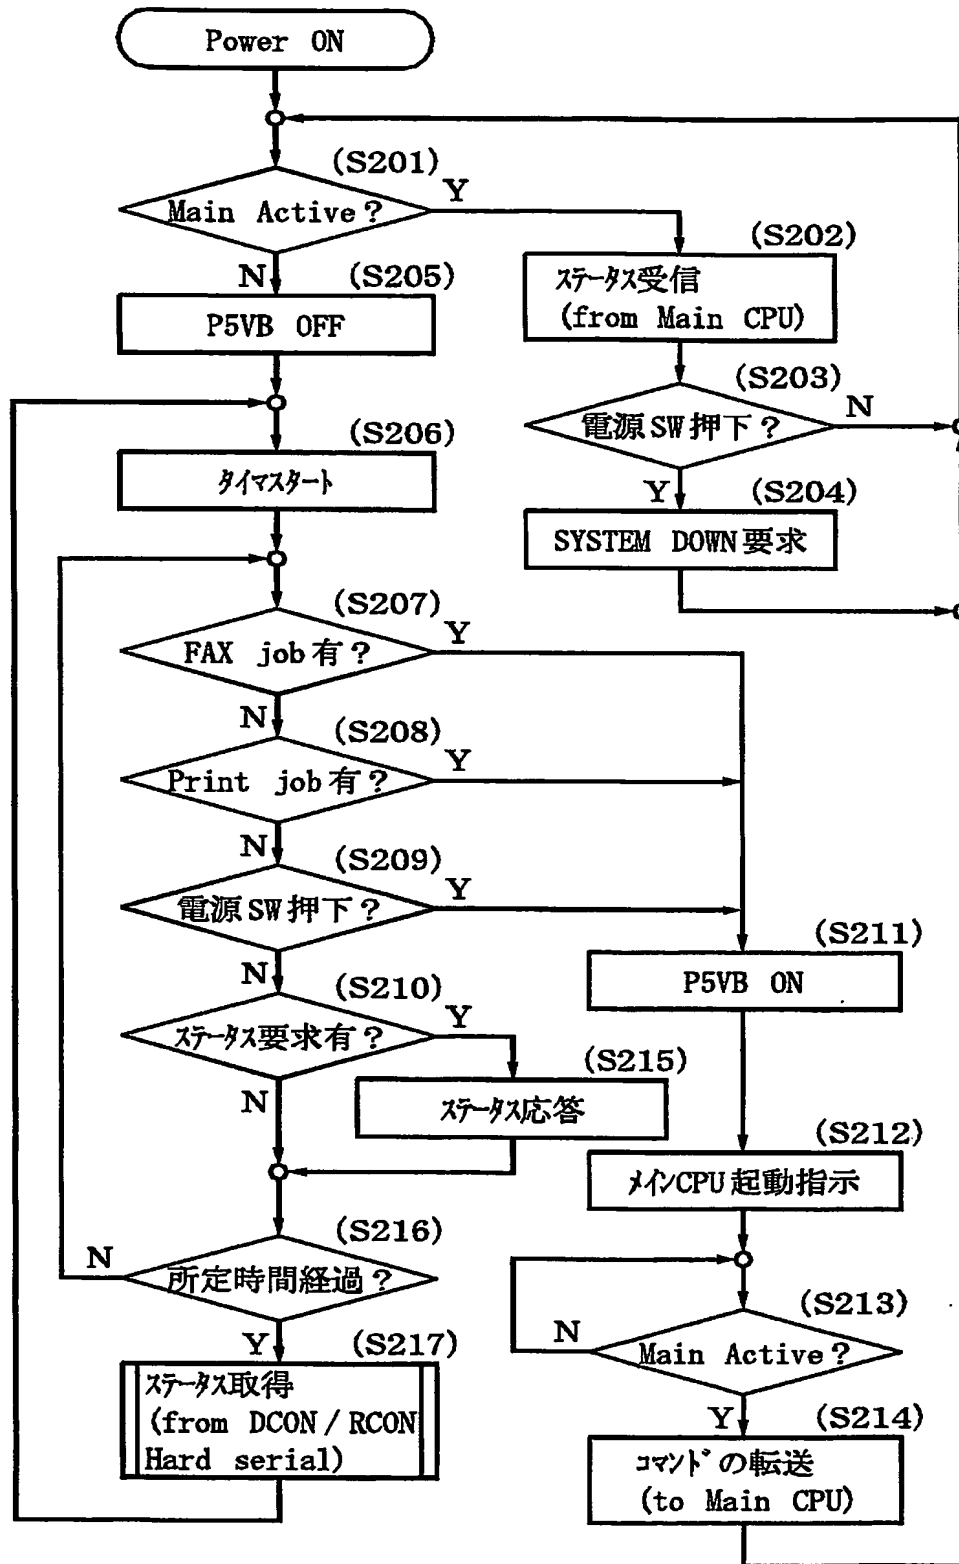 Power ON
(S201)
Main Active?
Y
N
(S202)
ステータス受信
(from Main CPU)
(S205)
P5VB OFF
(S203)
電源SW押下?
N
Y
(S206)
タイマスタート
(S204)
SYSTEM DOWN要求
(S207)
FAX job有?
Y
N
(S208)
Print job有?
Y
N
(S209)
電源SW押下?
Y
N
(S211)
P5VB ON
(S210)
ステータス要求有?
Y
N
(S215)
ステータス応答
(S212)
メインCPU起動指示
(S216)
所定時間経過?
N
Y
(S213)
Main Active?
N
Y
(S217)
ステータス取得
(from DCON/RCON
Hard serial)
(S214)
コマンドの転送
(to Main CPU)